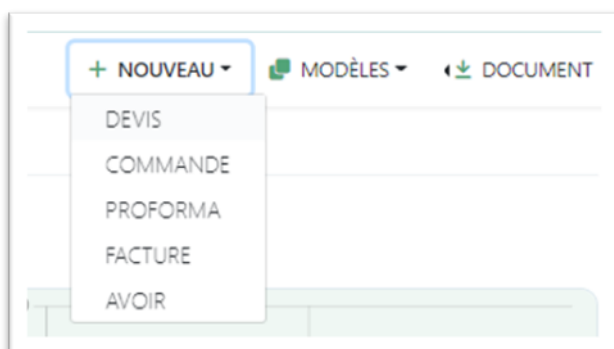 + NOUVEAU MODÈLES DOCUMENT
DEVIS
COMMANDE
PROFORMA
FACTURE
AVOIR